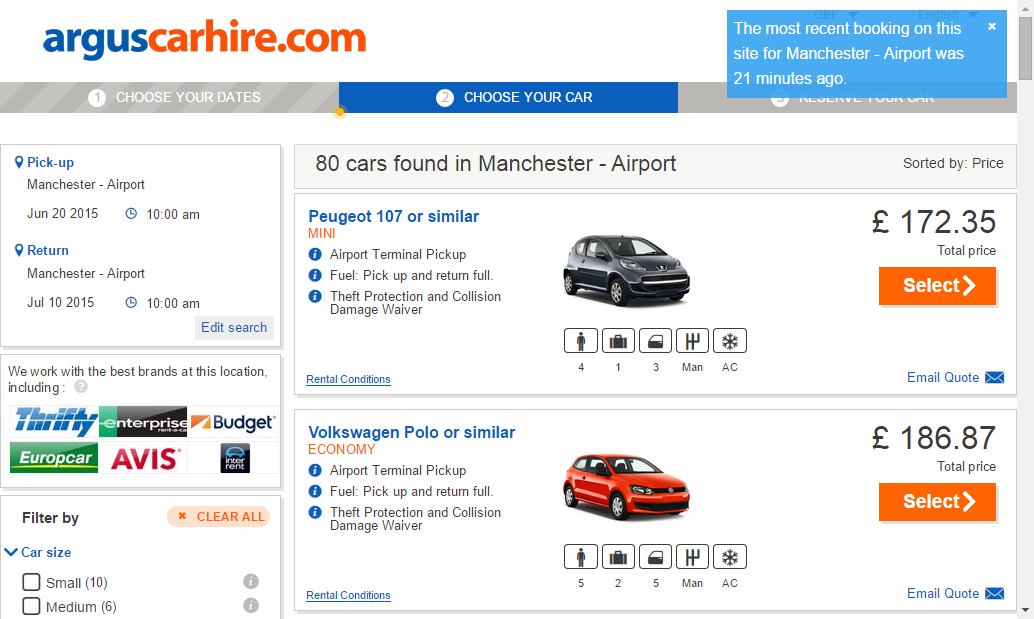 arguscarhire.com
GBP
English
The most recent booking on this
site for Manchester - Airport was
21 minutes ago.
1 CHOOSE YOUR DATES
2 CHOOSE YOUR CAR
3 RESERVE YOUR CAR
Pick-up
Manchester - Airport
Jun 20 2015 10:00 am
Return
Manchester - Airport
Jul 10 2015 10:00 am
Edit search
We work with the best brands at this location,
including : ?
Thrifty enterprise rent-a-car Budget
Europcar AVIS inter rent
Filter by
CLEAR ALL
Car size
Small (10)
Medium (6)
80 cars found in Manchester - Airport
Sorted by: Price
Peugeot 107 or similar
MINI
Airport Terminal Pickup
Fuel: Pick up and return full.
Theft Protection and Collision
Damage Waiver
4 1 3 Man AC
Rental Conditions
£ 172.35
Total price
Select
Email Quote
Volkswagen Polo or similar
ECONOMY
Airport Terminal Pickup
Fuel: Pick up and return full.
Theft Protection and Collision
Damage Waiver
5 2 5 Man AC
Rental Conditions
£ 186.87
Total price
Select
Email Quote